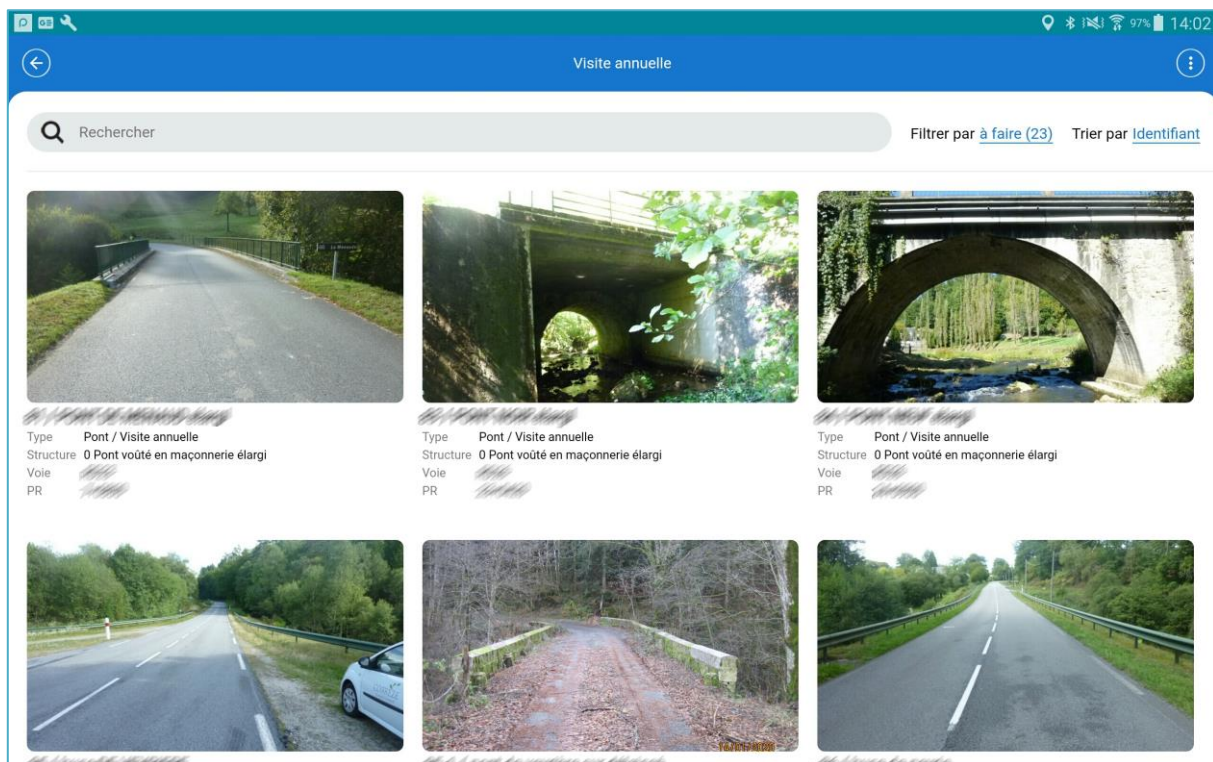 97% 14:02
Visite annuelle
Rechercher
Filtrer par à faire (23) Trier par Identifiant
Type Pont / Visite annuelle
Structure 0 Pont voûté en maçonnerie élargi
Voie
PR
Type Pont / Visite annuelle
Structure 0 Pont voûté en maçonnerie élargi
Voie
PR
Type Pont / Visite annuelle
Structure 0 Pont voûté en maçonnerie élargi
Voie
PR